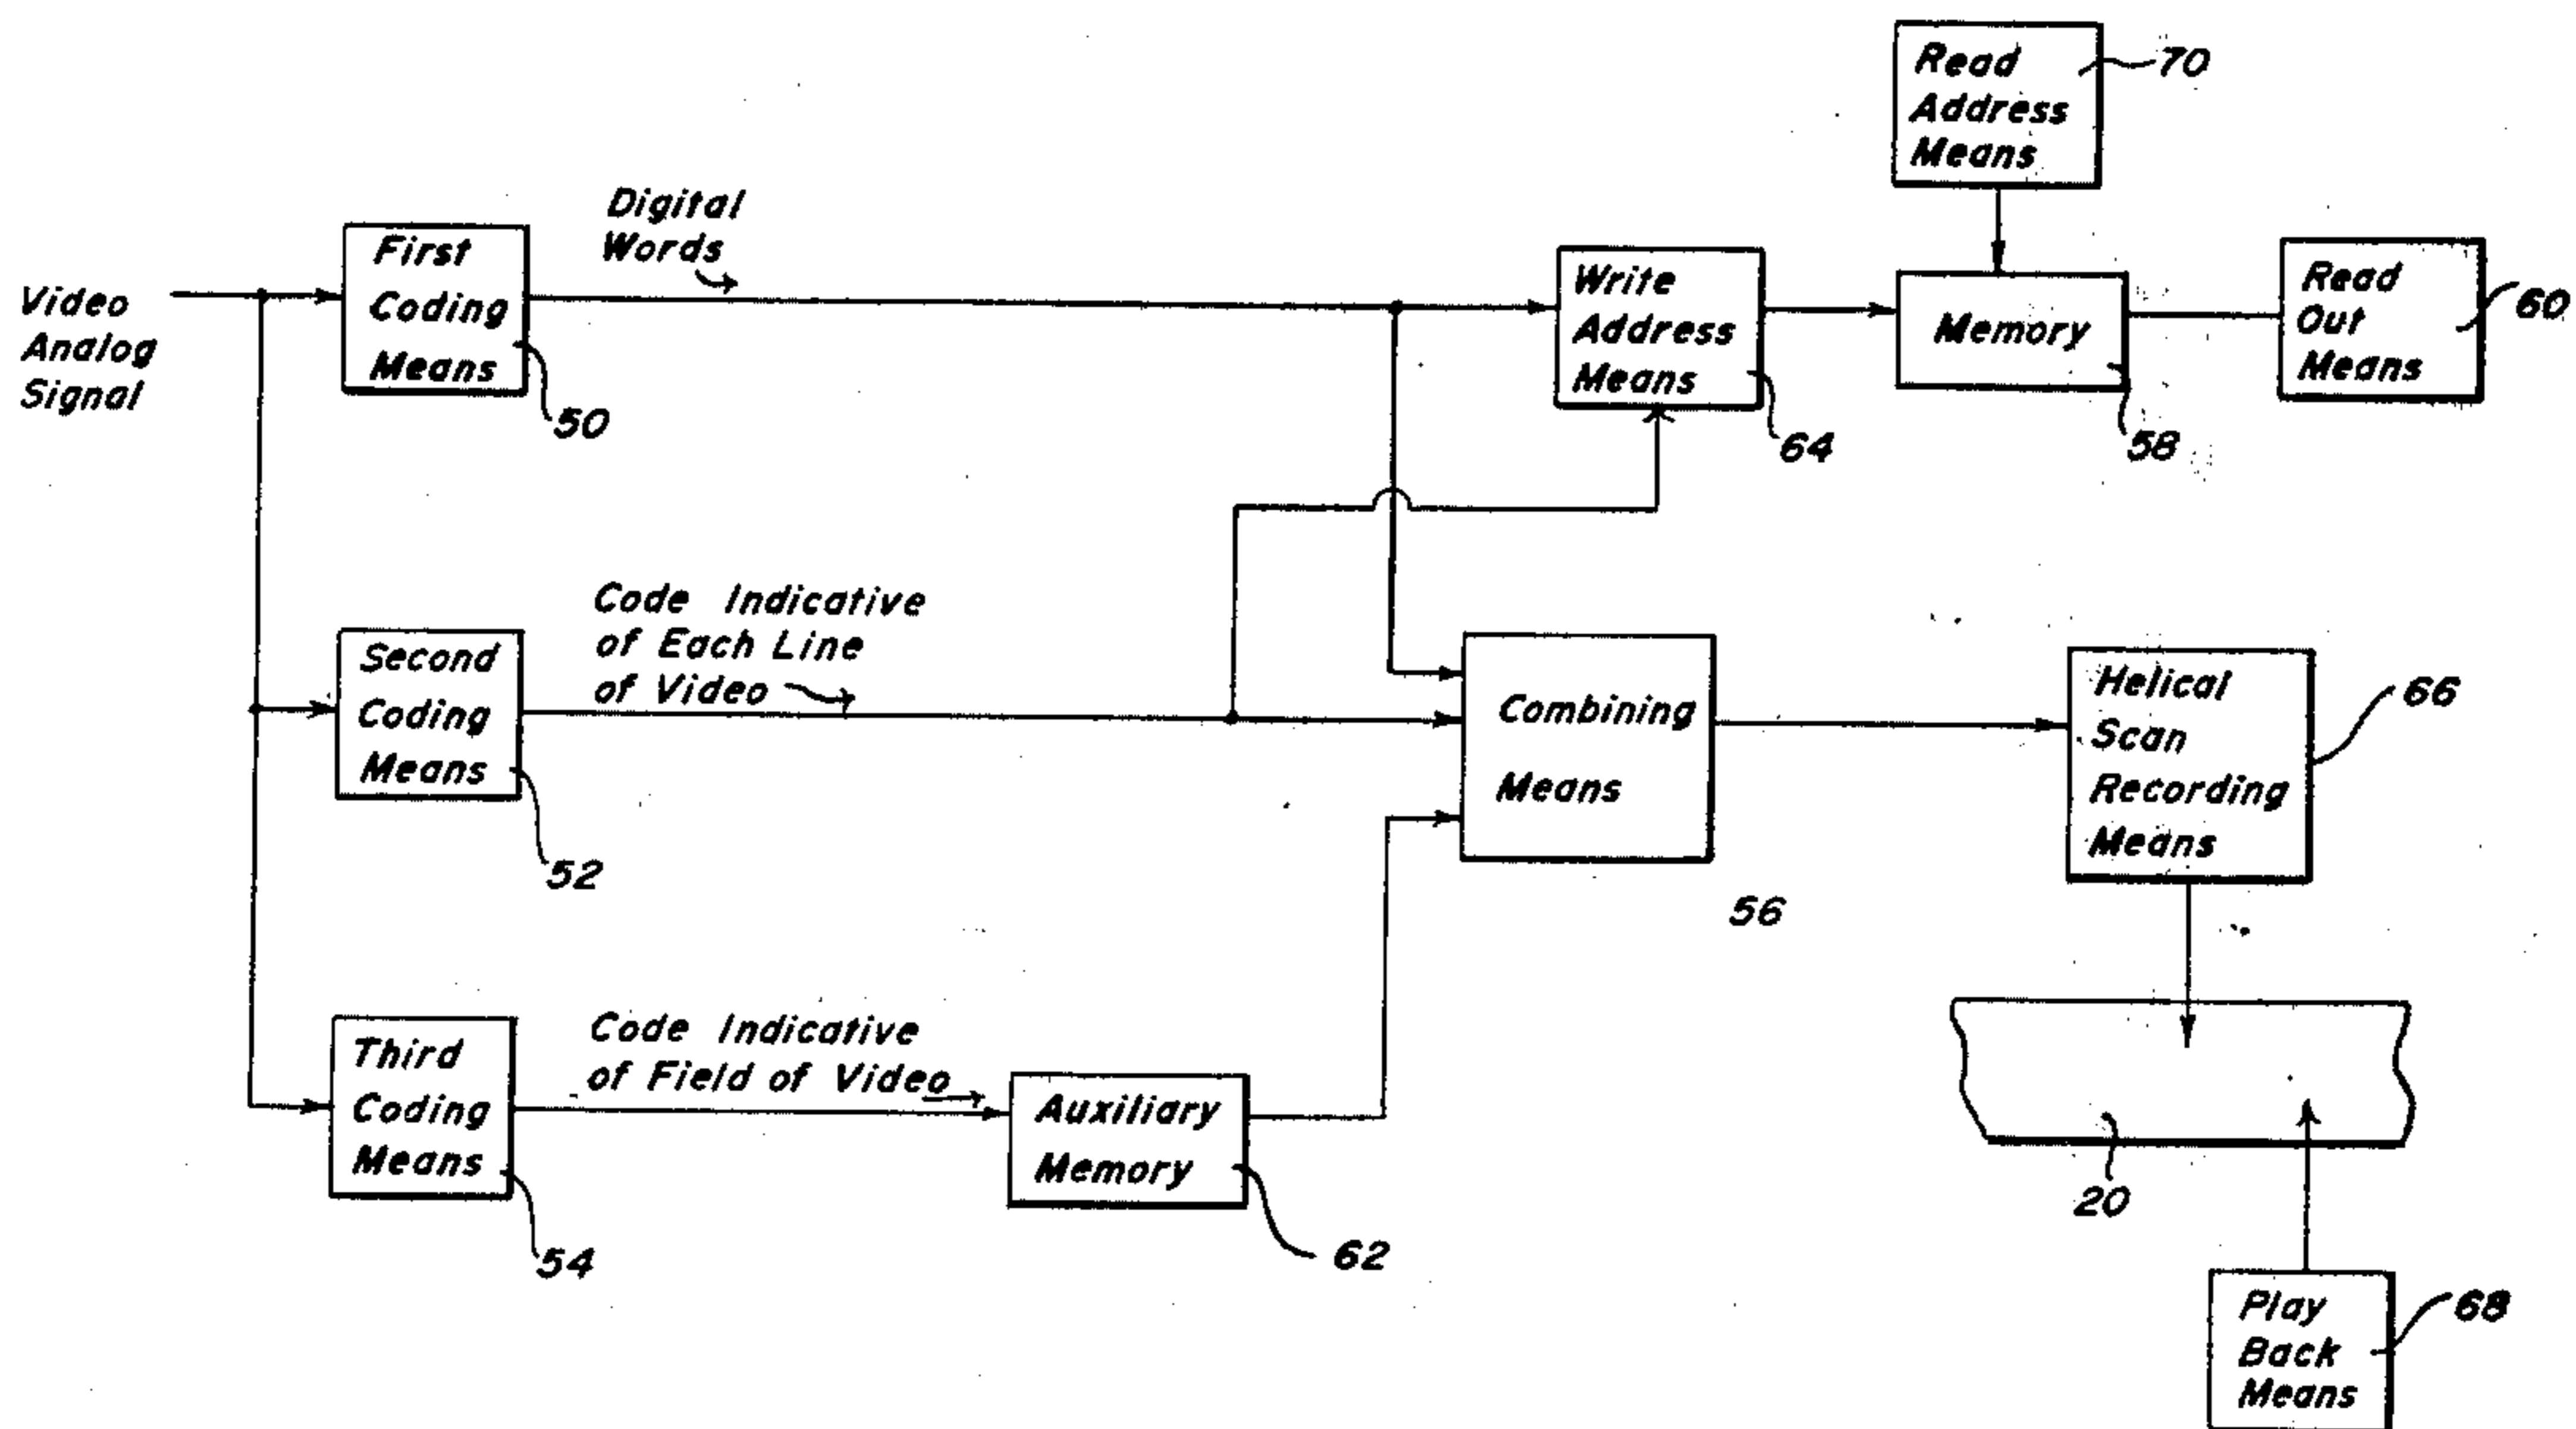 Video
Analog
Signal
First
Coding
Means
50
Digital
Words
Write
Address
Means
64
Read
Address
Means
70
Memory
58
Read
Out
Means
60
Second
Coding
Means
52
Code Indicative
of Each Line
of Video
Combining
Means
56
Helical
Scan
Recording
Means
66
Third
Coding
Means
54
Code Indicative
of Field of Video
Auxiliary
Memory
62
20
Play
Back
Means
68